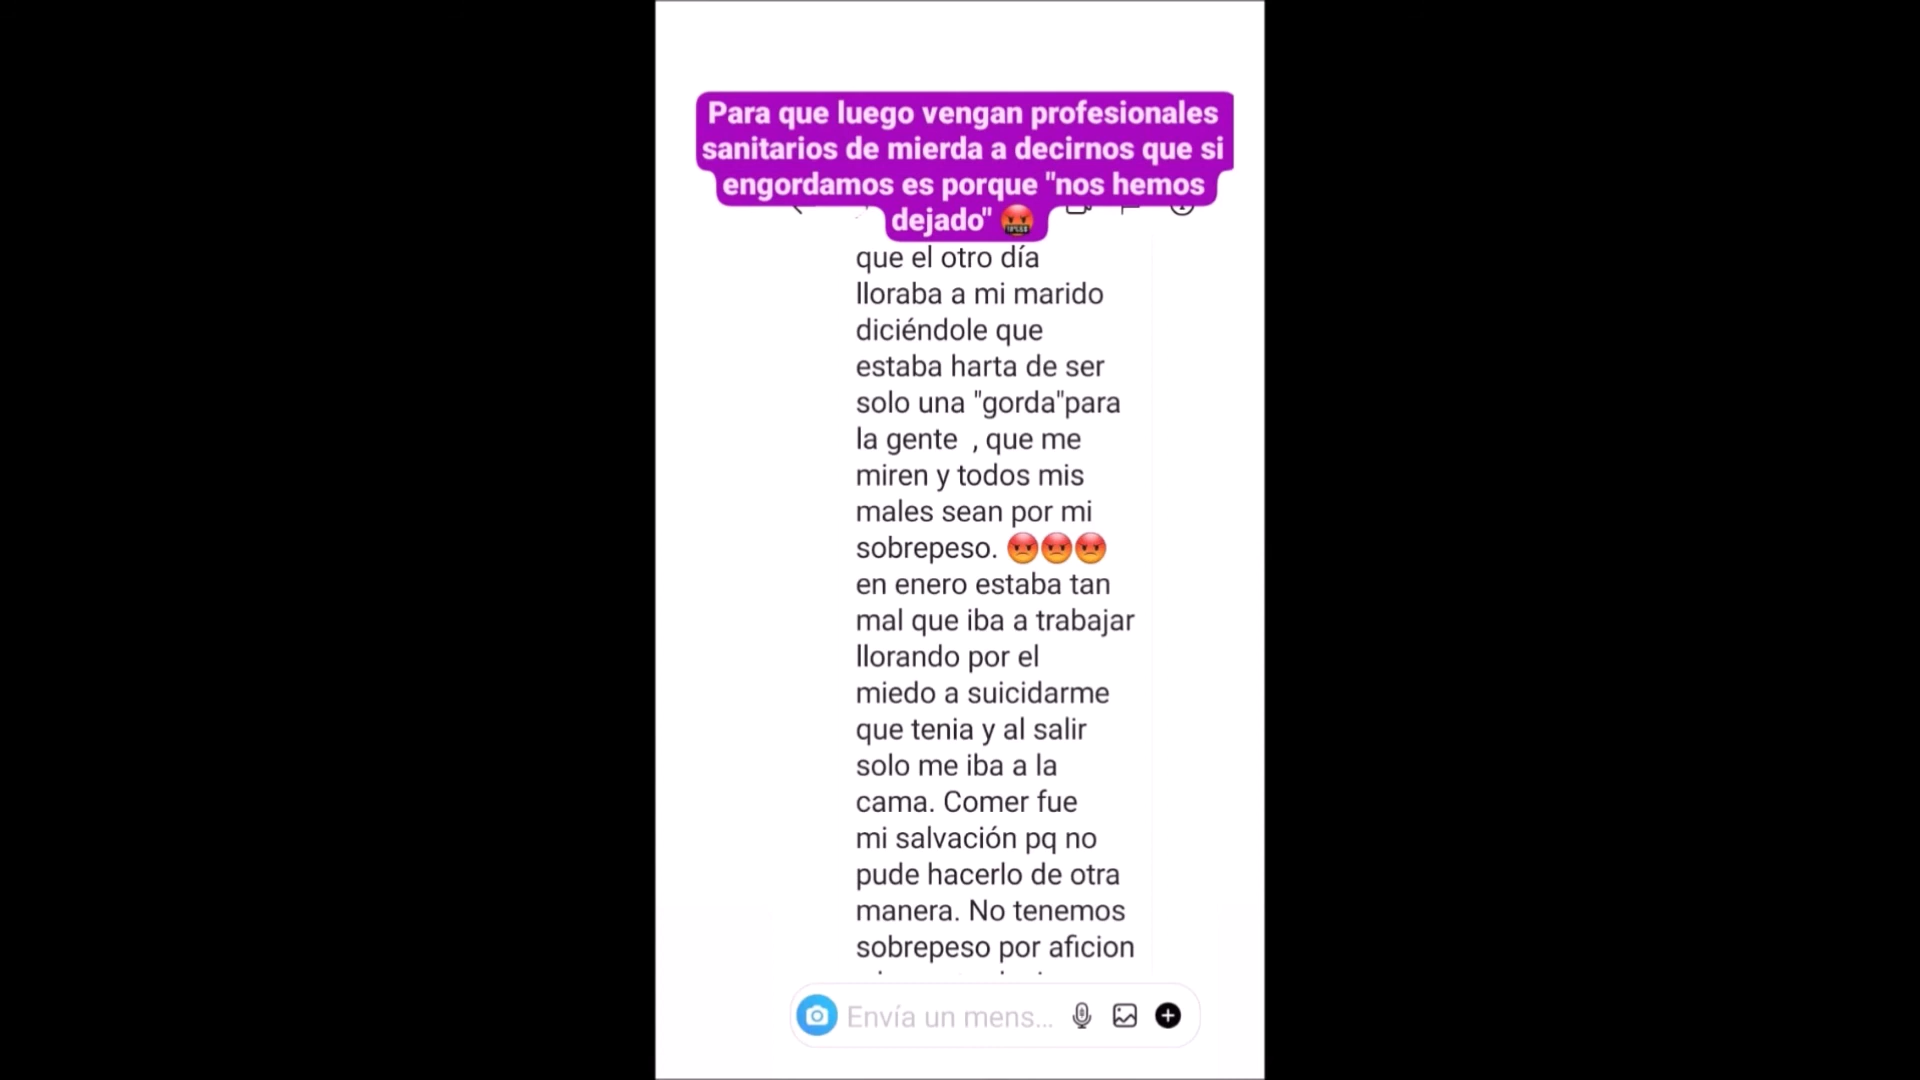 Para que luego vengan profesionales
sanitarios de mierda a decirnos que si
engordamos es porque "nos hemos
dejado" 🤬
que el otro día
lloraba a mi marido
diciéndole que
estaba harta de ser
solo una "gorda"para
la gente  , que me
miren y todos mis
males sean por mi
sobrepeso. 😡😡😡
en enero estaba tan
mal que iba a trabajar
llorando por el
miedo a suicidarme
que tenia y al salir
solo me iba a la
cama. Comer fue
mi salvación pq no
pude hacerlo de otra
manera. No tenemos
sobrepeso por aficion
Envía un mens...